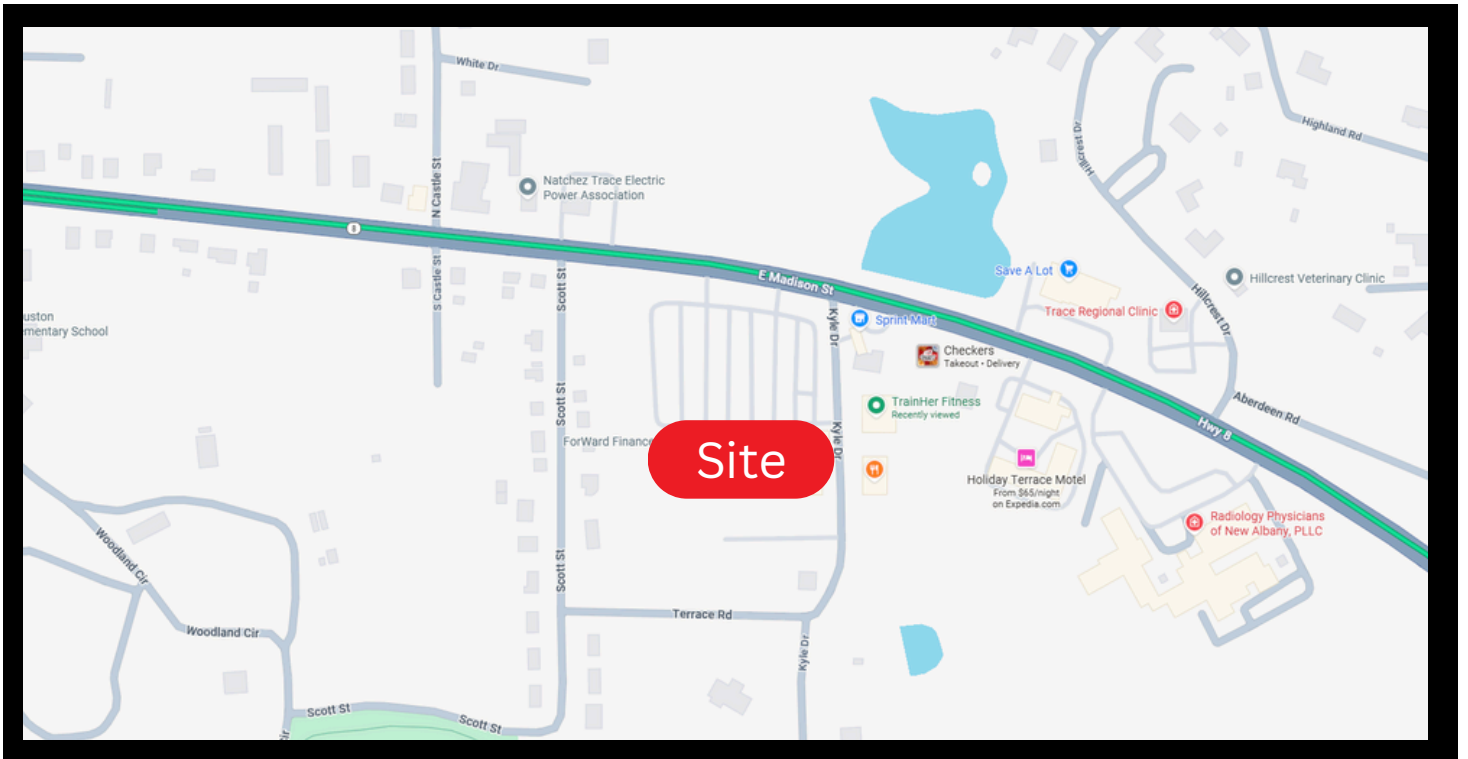 White Dr
Highland Rd
Hillcrest Dr
N Castle St
Natchez Trace Electric
Power Association
8
S Castle St
Scott St
E Madison St
Save A Lot
Hillcrest Veterinary Clinic
Trace Regional Clinic
Hillcrest Dr
uston
mentary School
Kyle Dr
Sprint Mart
Checkers
Takeout • Delivery
Scott St
TrainHer Fitness
Recently viewed
Aberdeen Rd
Hwy 8
Kyle Dr
ForWard Finance
Site
Holiday Terrace Motel
From $65/night
on Expedia.com
Radiology Physicians
of New Albany, PLLC
Woodland Cir
Scott St
Terrace Rd
Woodland Cir
Kyle Dr
Scott St
Scott St
Cir